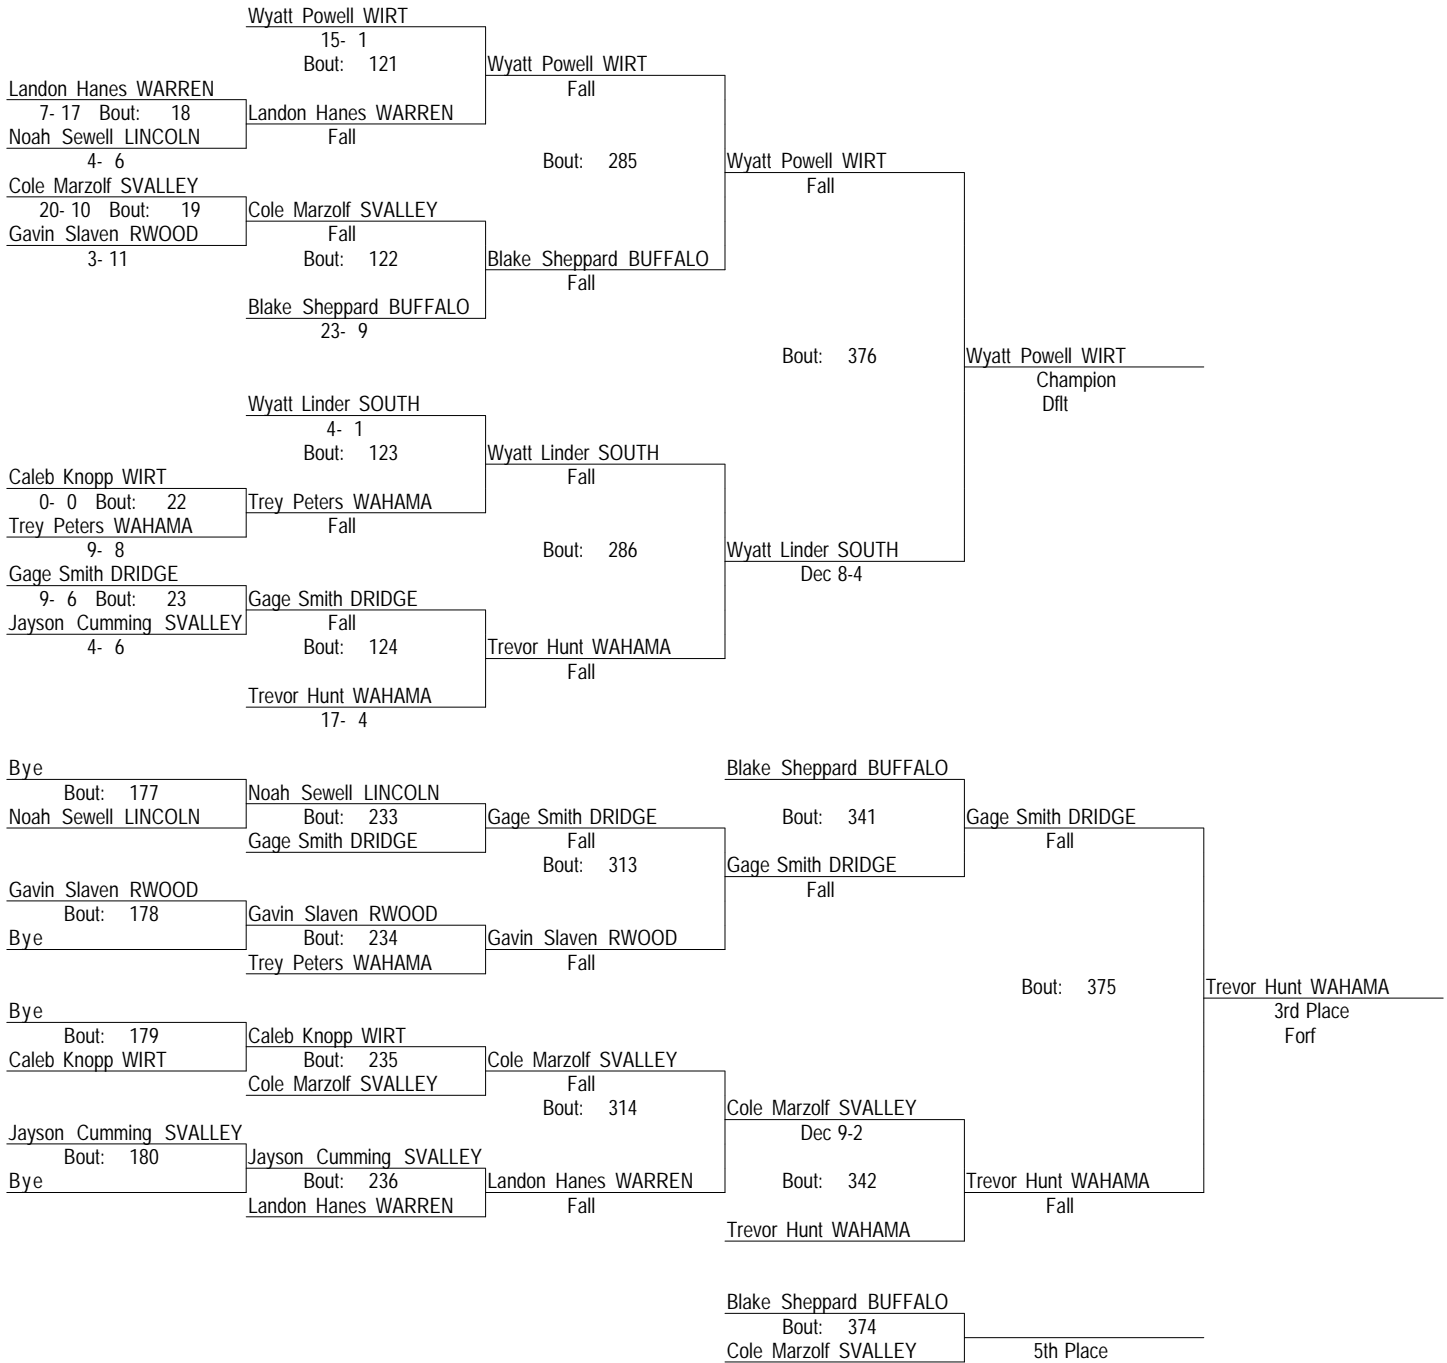 Wyatt Powell WIRT
15- 1
Bout: 121 Wyatt Powell WIRT
Landon Hanes WARREN Fall
7- 17 Bout: 18 Landon Hanes WARREN
Noah Sewell LINCOLN Fall
4- 6 Bout: 285 Wyatt Powell WIRT
Cole Marzolf SVALLEY Fall
20- 10 Bout: 19 Cole Marzolf SVALLEY
Gavin Slaven RWOOD Fall
3- 11 Bout: 122 Blake Sheppard BUFFALO
Fall
Blake Sheppard BUFFALO
23- 9
Bout: 376 Wyatt Powell WIRT
Champion
Wyatt Linder SOUTH Dflt
4- 1
Bout: 123 Wyatt Linder SOUTH
Caleb Knopp WIRT Fall
0- 0 Bout: 22 Trey Peters WAHAMA
Trey Peters WAHAMA Fall
9- 8 Bout: 286 Wyatt Linder SOUTH
Gage Smith DRIDGE Dec 8-4
9- 6 Bout: 23 Gage Smith DRIDGE
Jayson Cumming SVALLEY Fall
4- 6 Bout: 124 Trevor Hunt WAHAMA
Fall
Trevor Hunt WAHAMA
17- 4
Bye Blake Sheppard BUFFALO
Bout: 177 Noah Sewell LINCOLN
Noah Sewell LINCOLN Bout: 233 Gage Smith DRIDGE Bout: 341 Gage Smith DRIDGE
Gage Smith DRIDGE Fall Fall
Bout: 313 Gage Smith DRIDGE
Gavin Slaven RWOOD Fall
Bout: 178 Gavin Slaven RWOOD
Bye Bout: 234 Gavin Slaven RWOOD
Trey Peters WAHAMA Fall
Bout: 375 Trevor Hunt WAHAMA
Bye 3rd Place
Bout: 179 Caleb Knopp WIRT Forf
Caleb Knopp WIRT Bout: 235 Cole Marzolf SVALLEY
Cole Marzolf SVALLEY Fall
Bout: 314 Cole Marzolf SVALLEY
Jayson Cumming SVALLEY Dec 9-2
Bout: 180 Jayson Cumming SVALLEY
Bye Bout: 236 Landon Hanes WARREN Bout: 342 Trevor Hunt WAHAMA
Landon Hanes WARREN Fall Fall
Trevor Hunt WAHAMA
Blake Sheppard BUFFALO
Bout: 374
Cole Marzolf SVALLEY 5th Place